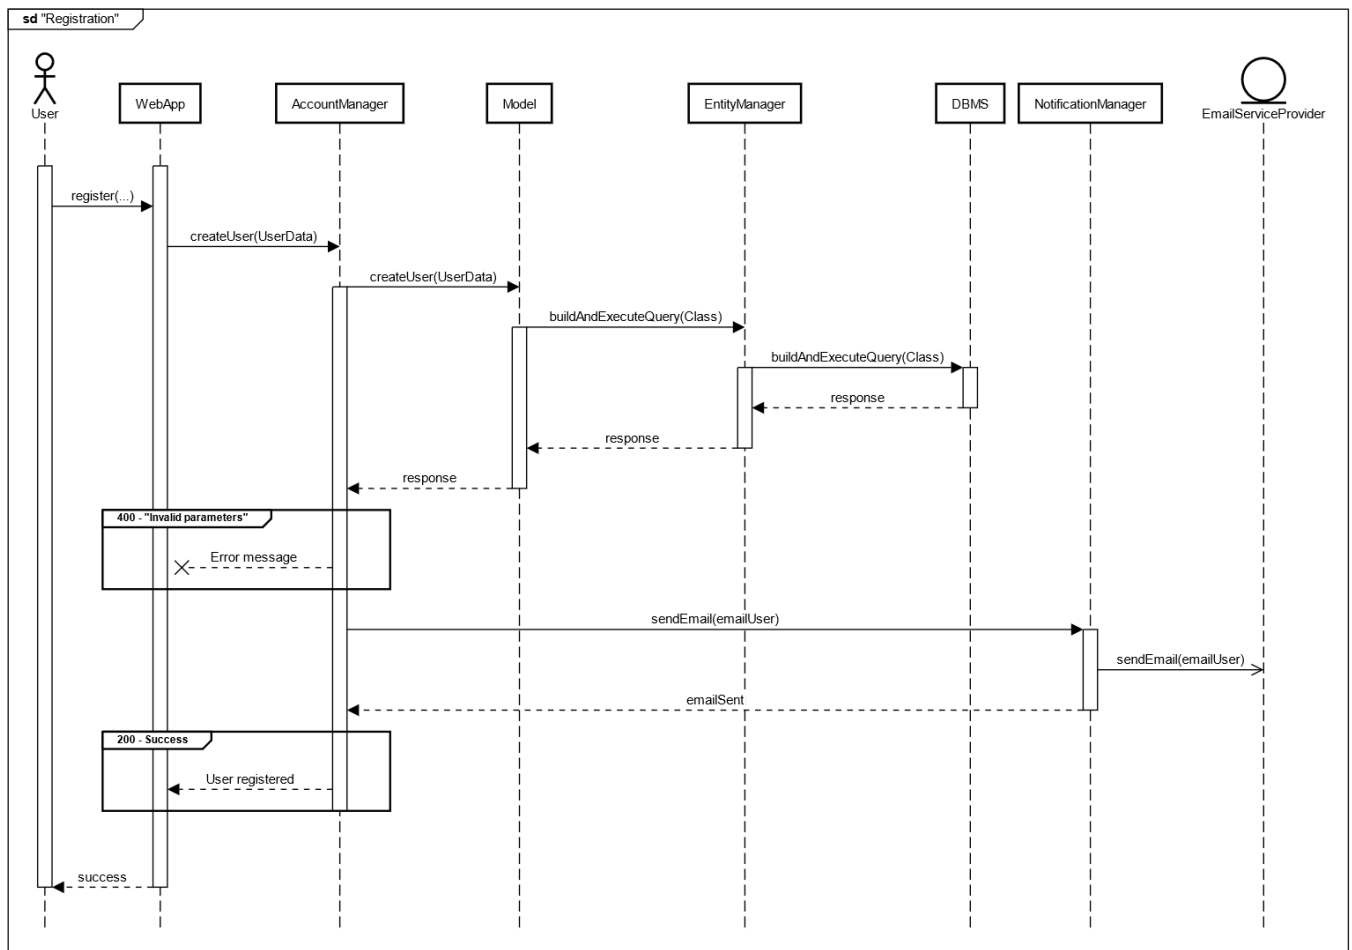 sd "Registration"
User
WebApp
AccountManager
Model
EntityManager
DBMS
NotificationManager
EmailServiceProvider
register(...)
createUser(UserData)
createUser(UserData)
buildAndExecuteQuery(Class)
buildAndExecuteQuery(Class)
response
response
response
400 - "Invalid parameters"
Error message
sendEmail(emailUser)
sendEmail(emailUser)
emailSent
200 - Success
User registered
success